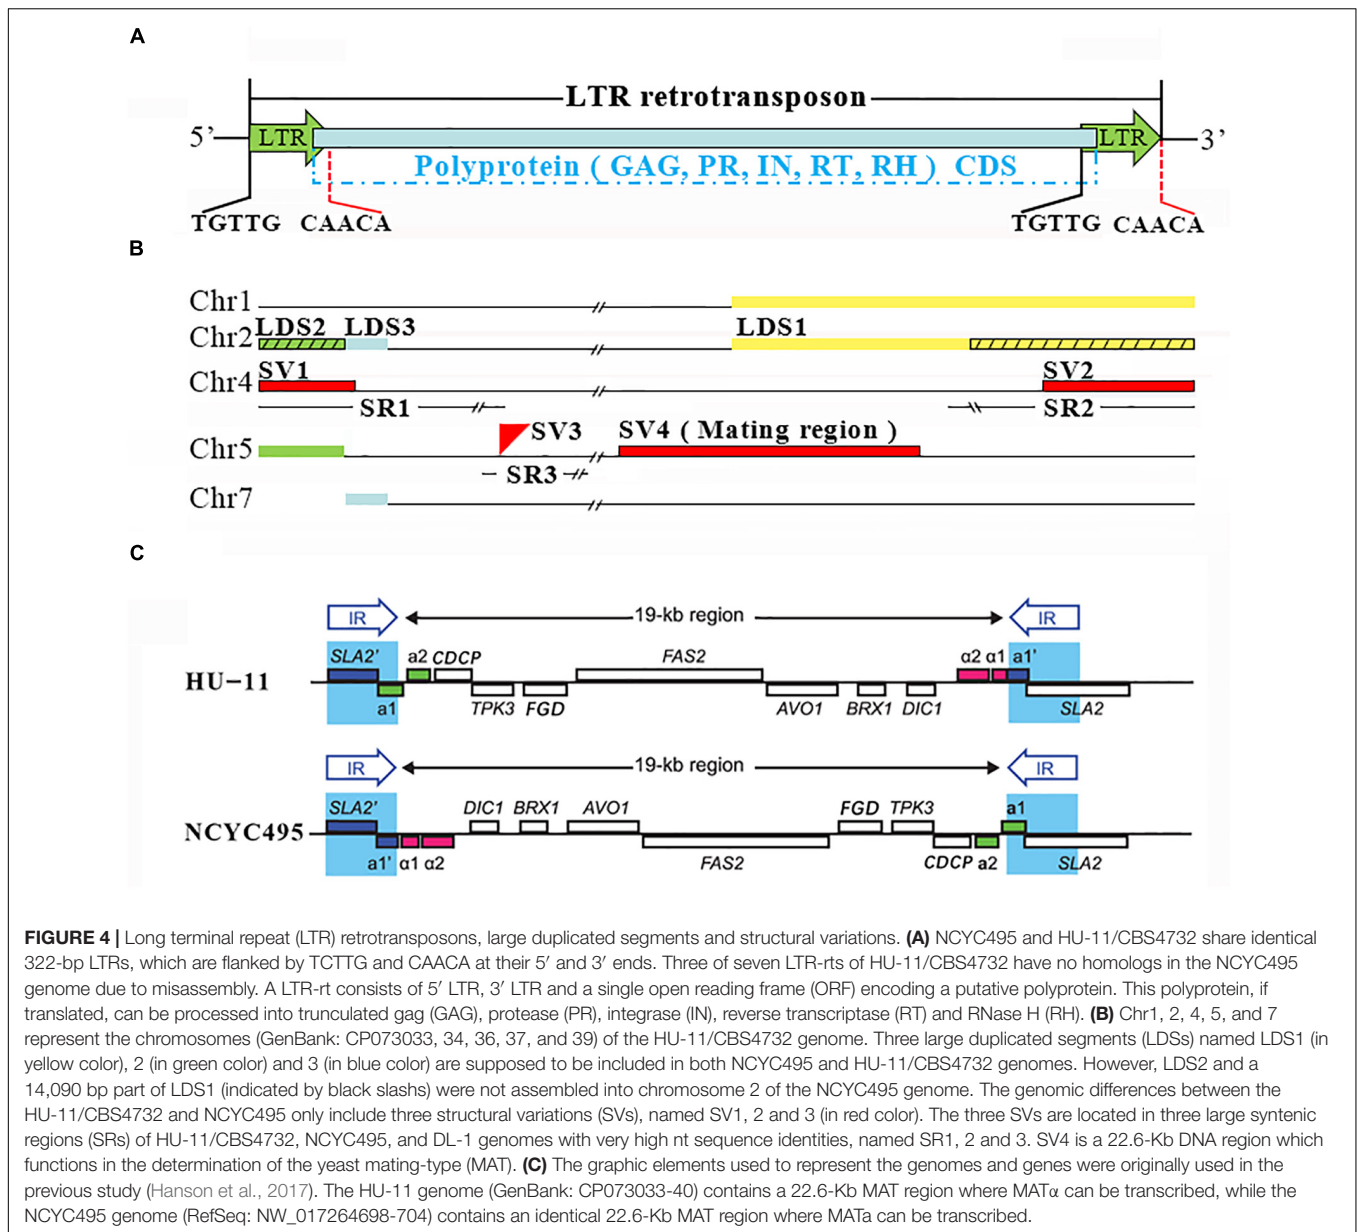 A
LTR retrotransposon
5’ LTR LTR 3’
Polyprotein ( GAG, PR, IN, RT, RH ) CDS
TGTTG CAACA TGTTG CAACA
B
Chr1
LDS2 LDS3 LDS1
Chr2
SV1 SV2
Chr4
SR1 SR2
SV3 SV4 ( Mating region )
Chr5
SR3
Chr7
C
IR 19-kb region IR
SLA2’ a2 CDCP FAS2 α2 α1 a1’
HU–11
a1 TPK3 FGD AVO1 BRX1 DIC1 SLA2
IR 19-kb region IR
SLA2’ DIC1 BRX1 AVO1 FGD TPK3 a1
NCYC495
a1’ α1 α2 FAS2 CDCP a2 SLA2
FIGURE 4 | Long terminal repeat (LTR) retrotransposons, large duplicated segments and structural variations. (A) NCYC495 and HU-11/CBS4732 share identical
322-bp LTRs, which are flanked by TCTTG and CAACA at their 5′ and 3′ ends. Three of seven LTR-rts of HU-11/CBS4732 have no homologs in the NCYC495
genome due to misassembly. A LTR-rt consists of 5′ LTR, 3′ LTR and a single open reading frame (ORF) encoding a putative polyprotein. This polyprotein, if
translated, can be processed into truncated gag (GAG), protease (PR), integrase (IN), reverse transcriptase (RT) and RNase H (RH). (B) Chr1, 2, 4, 5, and 7
represent the chromosomes (GenBank: CP073033, 34, 36, 37, and 39) of the HU-11/CBS4732 genome. Three large duplicated segments (LDSs) named LDS1 (in
yellow color), 2 (in green color) and 3 (in blue color) are supposed to be included in both NCYC495 and HU-11/CBS4732 genomes. However, LDS2 and a
14,090 bp part of LDS1 (indicated by black slashs) were not assembled into chromosome 2 of the NCYC495 genome. The genomic differences between the
HU-11/CBS4732 and NCYC495 only include three structural variations (SVs), named SV1, 2 and 3 (in red color). The three SVs are located in three large syntenic
regions (SRs) of HU-11/CBS4732, NCYC495, and DL-1 genomes with very high nt sequence identities, named SR1, 2 and 3. SV4 is a 22.6-Kb DNA region which
functions in the determination of the yeast mating-type (MAT). (C) The graphic elements used to represent the genomes and genes were originally used in the
previous study (Hanson et al., 2017). The HU-11 genome (GenBank: CP073033-40) contains a 22.6-Kb MAT region where MATα can be transcribed, while the
NCYC495 genome (RefSeq: NW_017264698-704) contains an identical 22.6-Kb MAT region where MATa can be transcribed.